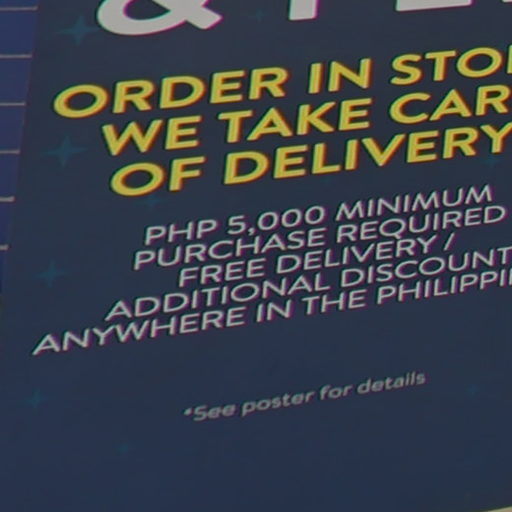 &
ORDER IN STO
WE TAKE CAR
OF DELIVERY
PHP 5,000 MINIMUM
PURCHASE REQUIRED
FREE DELIVERY /
ADDITIONAL DISCOUNT
ANYWHERE IN THE PHILIPPI
*See poster for details